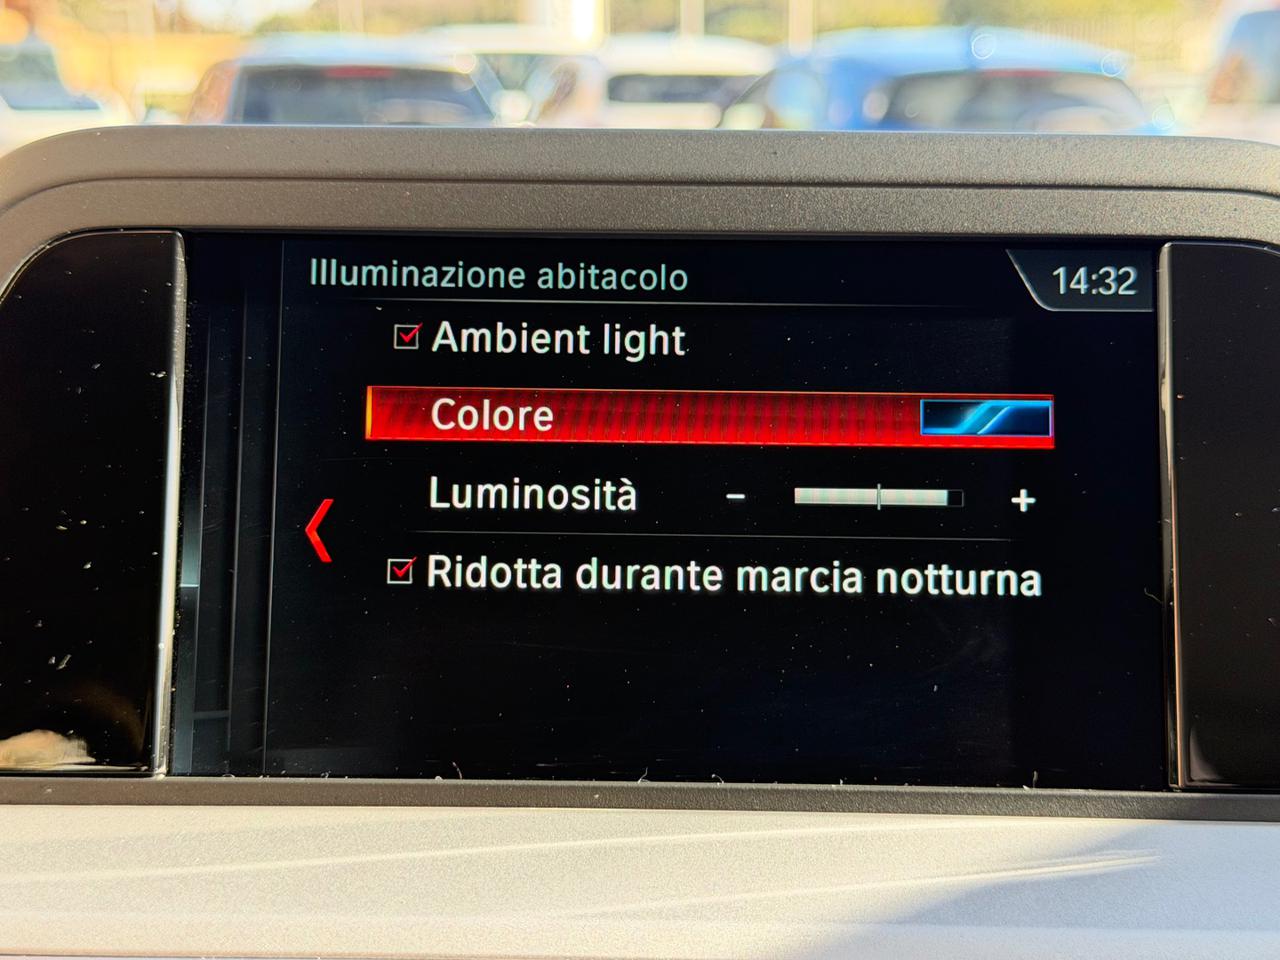 Illuminazione abitacolo
14:32
Ambient light
Colore
Luminosità - +
Ridotta durante marcia notturna